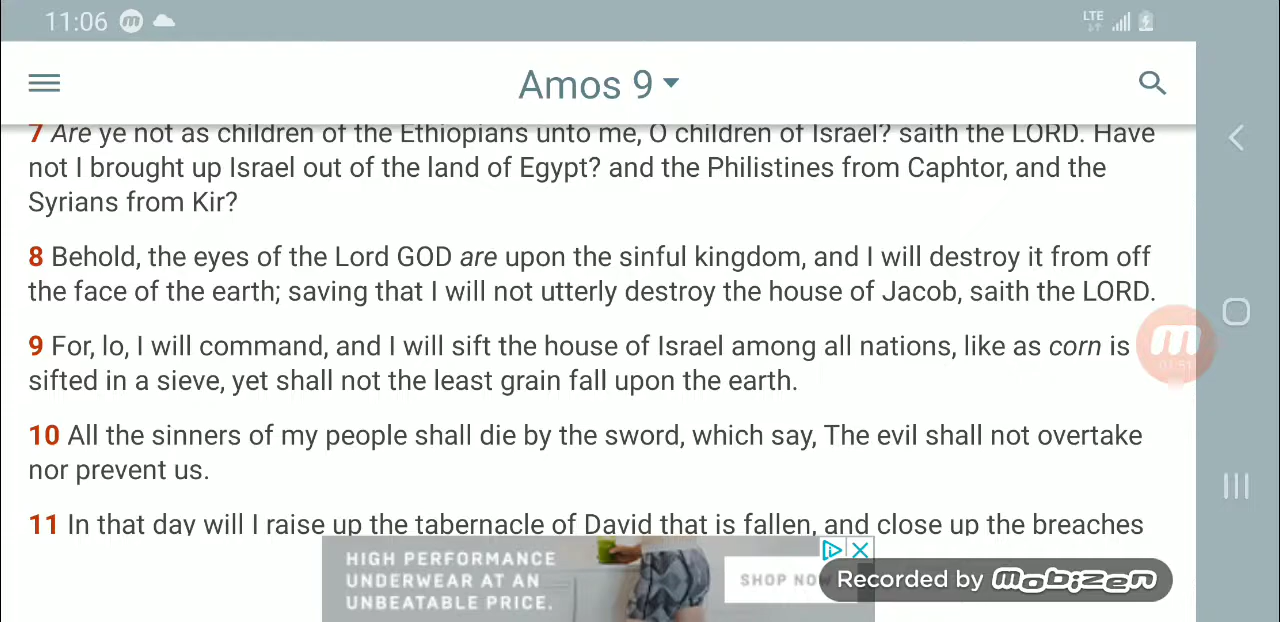 11:06
LTE
Amos 9
7 Are ye not as children of the Ethiopians unto me, O children of Israel? saith the LORD. Have
not I brought up Israel out of the land of Egypt? and the Philistines from Caphtor, and the
Syrians from Kir?
8 Behold, the eyes of the Lord GOD are upon the sinful kingdom, and I will destroy it from off
the face of the earth; saving that I will not utterly destroy the house of Jacob, saith the LORD.
9 For, lo, I will command, and I will sift the house of Israel among all nations, like as corn is
sifted in a sieve, yet shall not the least grain fall upon the earth.
01:51
10 All the sinners of my people shall die by the sword, which say, The evil shall not overtake
nor prevent us.
11 In that day will I raise up the tabernacle of David that is fallen, and close up the breaches
HIGH PERFORMANCE
UNDERWEAR AT AN
UNBEATABLE PRICE.
SHOP NO
Recorded by mobizen